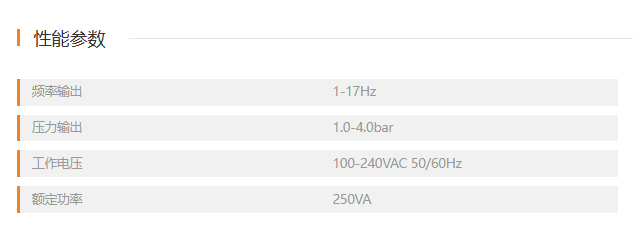 性能参数
频率输出 1-17Hz
压力输出 1.0-4.0bar
工作电压 100-240VAC 50/60Hz
额定功率 250VA